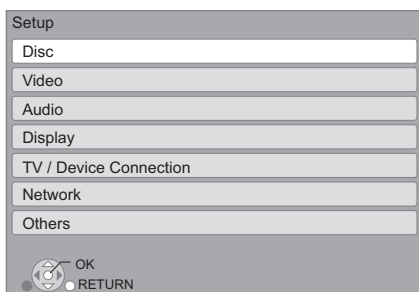 Setup
Disc
Video
Audio
Display
TV / Device Connection
Network
Others
OK
RETURN